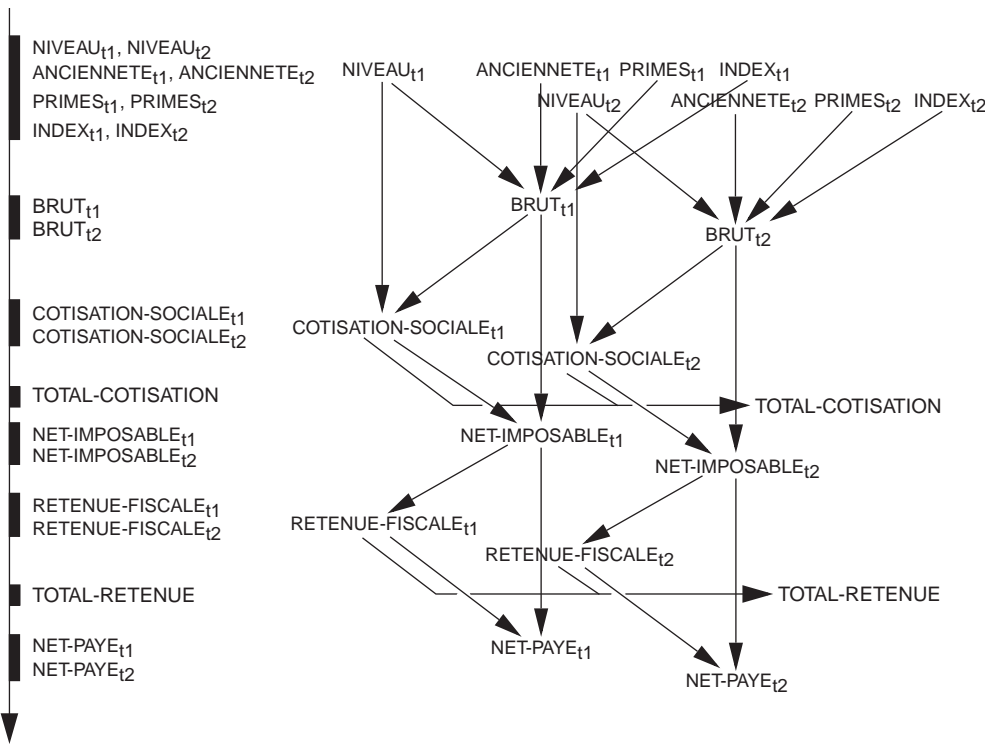 NIVEAUt1, NIVEAUt2
ANCIENNETEt1, ANCIENNETEt2
PRIMESt1, PRIMESt2
INDEXt1, INDEXt2
BRUTt1
BRUTt2
COTISATION-SOCIALEt1
COTISATION-SOCIALEt2
TOTAL-COTISATION
NET-IMPOSABLEt1
NET-IMPOSABLEt2
RETENUE-FISCALEt1
RETENUE-FISCALEt2
TOTAL-RETENUE
NET-PAYEt1
NET-PAYEt2
NIVEAUt1 ANCIENNETEt1 PRIMESt1 INDEXt1
NIVEAUt2 ANCIENNETEt2 PRIMESt2 INDEXt2
BRUTt1
BRUTt2
COTISATION-SOCIALEt1
COTISATION-SOCIALEt2
TOTAL-COTISATION
NET-IMPOSABLEt1
NET-IMPOSABLEt2
RETENUE-FISCALEt1
RETENUE-FISCALEt2
TOTAL-RETENUE
NET-PAYEt1
NET-PAYEt2